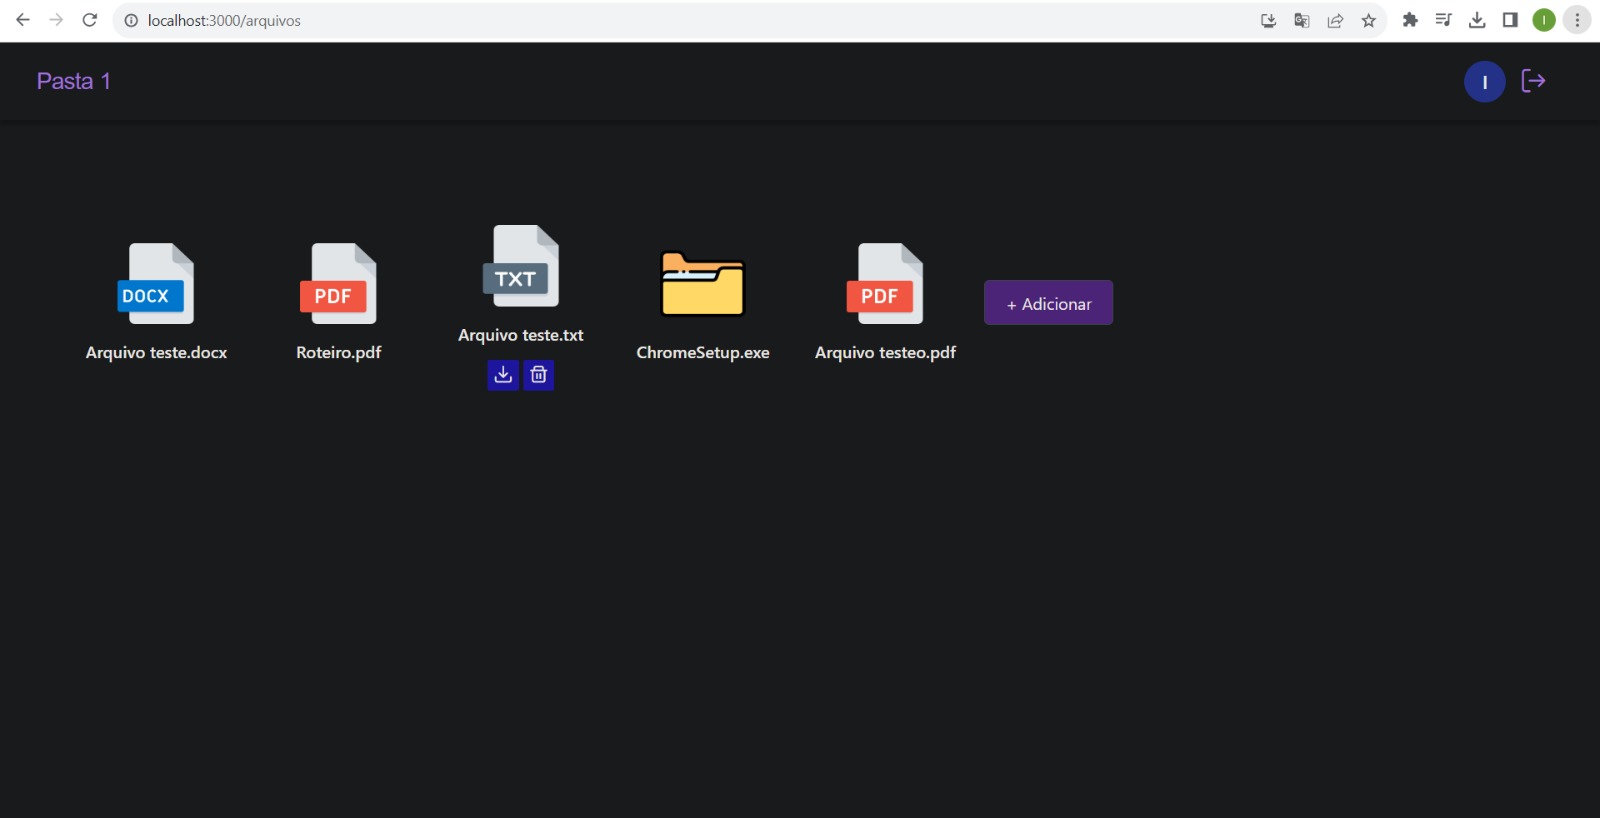 localhost:3000/arquivos
I
Pasta 1
I
DOCX
PDF
TXT
PDF
+ Adicionar
Arquivo teste.docx
Roteiro.pdf
Arquivo teste.txt
ChromeSetup.exe
Arquivo testeo.pdf